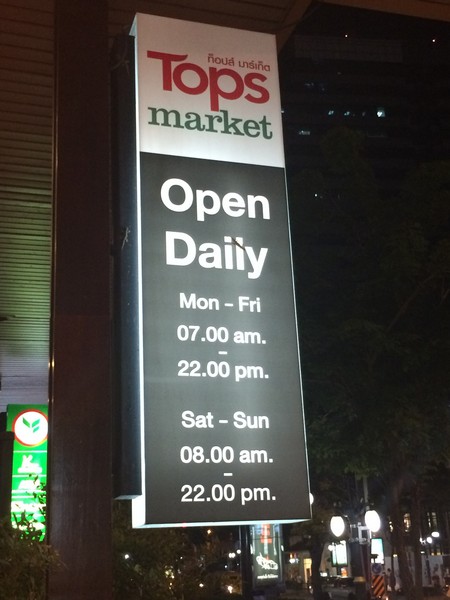 ท็อปส์ มาร์เก็ต
Tops
market
Open
Daily
Mon - Fri
07.00 am.
-
22.00 pm.
Sat - Sun
08.00 am.
-
22.00 pm.